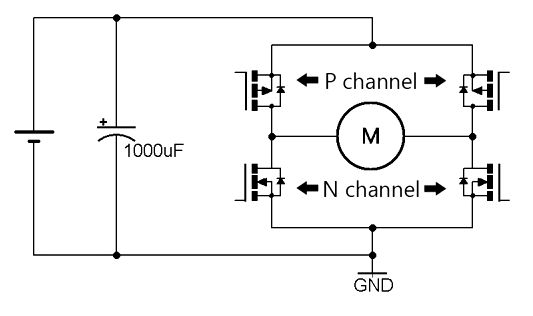 P channel
+
M
1000uF
N channel
GND